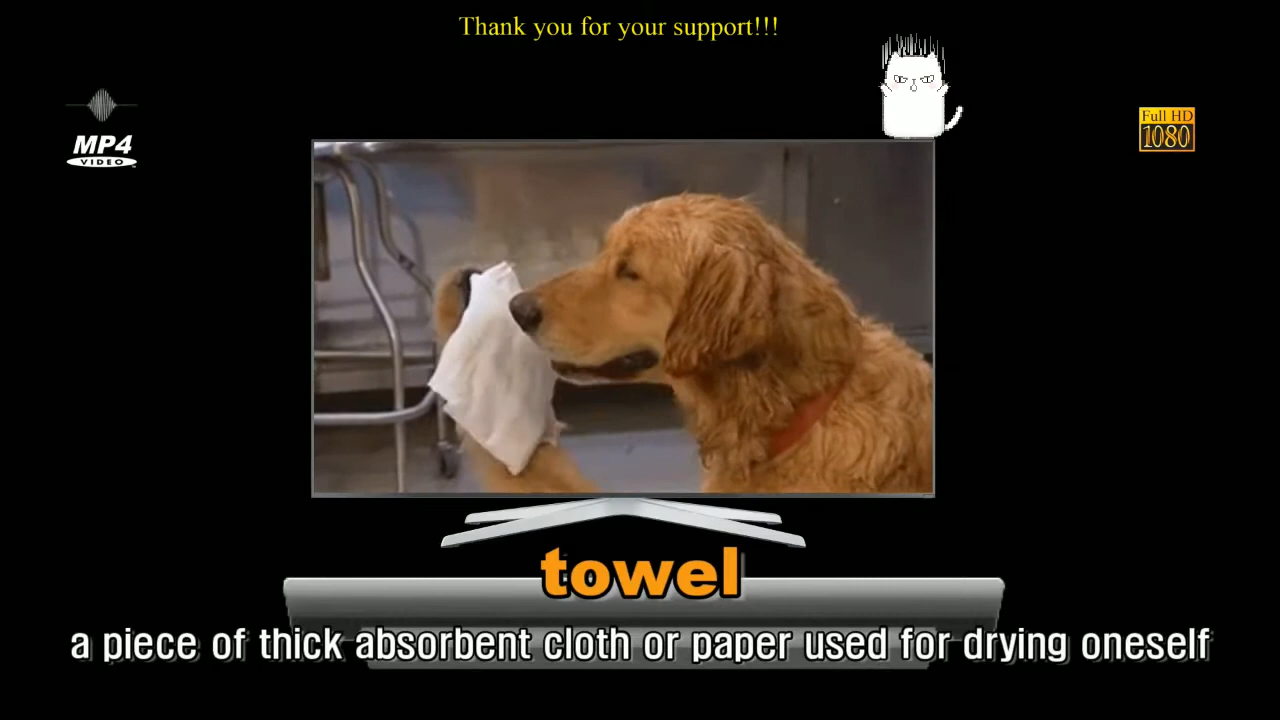 Thank you for your support!!!
MP4
VIDEO
Full HD
1080
towel
a piece of thick absorbent cloth or paper used for drying oneself